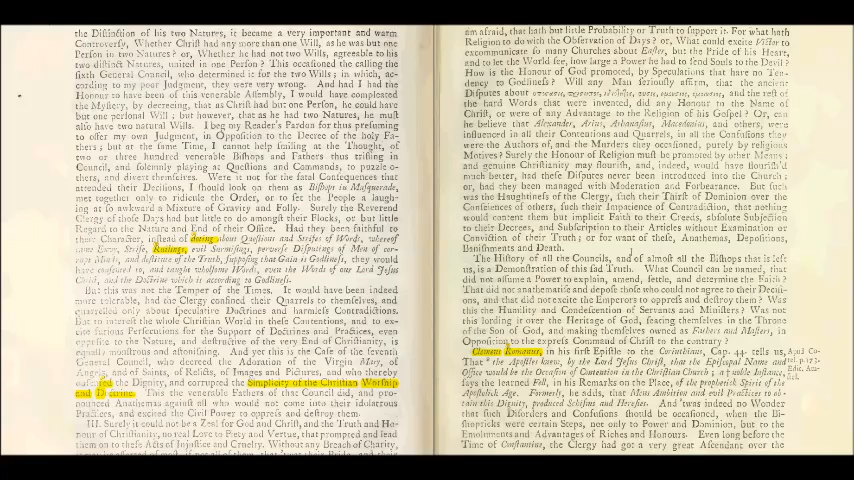 the Distinction of his two Natures, it became a very important and warm
Controversy, Whether Christ had any more than one Will, as he was but one
Person in two Natures? or, Whether he had not two Wills, agreeable to his
two distinct Natures, united in one Person? This occasioned the calling the
sixth General Council, who determined it for the two Wills; in which, ac-
cording to my poor Judgment, they were very wrong. And had I had the
Honour to have been of this venerable Assembly, I would have completed
the Mystery, by decreeing, that as Christ had but one Person, he could have
but one personal Will; but however, that as he had two Natures, he must
also have two natural Wills. I beg my Reader's Pardon for thus presuming
to offer my own Judgment, in Opposition to the Decree of the holy Fa-
thers; but at the same Time, I cannot help smiling at the Thought, of
two or three hundred venerable Bishops and Fathers thus trifling in
Council, and solemnly playing at Questions and Commands, to puzzle o-
thers, and divert themselves. Were it not for the fatal Consequences that
attended their Decisions, I should look on them as Bishops in Masquerade,
met together only to ridicule the Order, or to set the People a laugh-
ing at so awkward a Mixture of Gravity and Folly. Surely the Reverend
Clergy of those Days had but little to do amongst their Flocks, or but little
Regard to the Nature and End of their Office. Had they been faithful to
their Character, instead of doting about Questions and Strifes of Words, whereof
came Envy, Strife, Railings, evil Surmisings, perverse Disputings of Men of cor-
rupt Minds, and destitute of the Truth, supposing that Gain is Godliness, they would
have consented to, and taught wholsome Words, even the Words of our Lord Jesus
Christ, and the Doctrine which is according to Godliness.
But this was not the Temper of the Times. It would have been indeed
more tolerable, had the Clergy confined their Quarrels to themselves, and
quarrelled only about speculative Doctrines and harmless Contradictions.
But to interest the whole Christian World in these Contentions, and to ex-
cite furious Persecutions for the Support of Doctrines and Practices, even
opposite to the Nature, and destructive of the very End of Christianity, is
equally monstrous and astonishing. And yet this is the Case of the seventh
General Council, who decreed the Adoration of the Virgin Mary, of
Angels, and of Saints, of Relicts, of Images and Pictures, and who thereby
the Dignity, and corrupted the Simplicity of the Christian Worship
and Doctrine. This the venerable Fathers of that Council did, and pro-
nounced Anathemas against all who would not come into their Idolatrous
Practices, and excited the Civil Power to oppress and destroy them.
III. Surely it could not be a Zeal for God and Christ, and the Truth and Ho-
nour of Christianity, no real Love to Piety and Vertue, that prompted and lead
them on to these Acts of Injustice and Cruelty. Without any Breach of Charity,
am afraid, that hath but little Probability or Truth to support it. For what hath
Religion to do with the Observation of Days? or, What could excite Victor to
excommunicate so many Churches about Easter, but the Pride of his Heart,
and to let the World see, how large a Power he had to send Souls to the Devil?
How is the Honour of God promoted, by Speculations that have no Ten-
dency to Godliness? Will any Man seriously affirm, that the ancient
Disputes about and the rest of
the hard Words that were invented, did any Honour to the Name of
Christ, or were of any Advantage to the Religion of his Gospel? Or, can
he believe that Alexander, Arius, Athanasius, Macedonius, and others, were
influenced in all their Contentions and Quarrels, in all the Confusions they
were the Authors of, and the Murders they occasioned, purely by religious
Motives? Surely the Honour of Religion must be promoted by other Means;
and genuine Christianity may flourish, and, indeed, would have flourish'd
much better, had these Disputes never been introduced into the Church;
or, had they been managed with Moderation and Forbearance. But such
was the Haughtiness of the Clergy, such their Thirst of Dominion over the
Consciences of others, such their Impatience of Contradiction, that nothing
would content them but implicit Faith to their Creeds, absolute Subjection
to their Decrees, and Subscription to their Articles without Examination or
Conviction of their Truth; or for want of these, Anathemas, Depositions,
Banishments and Death.
The History of all the Councils, and of almost all the Bishops that is left
us, is a Demonstration of this sad Truth. What Council can be named, that
did not assume a Power to explain, amend, settle, and determine the Faith?
That did not anathematise and depose those who could not agree to their Decisi-
ons, and that did not excite the Emperors to oppress and destroy them? Was
this the Humility and Condescension of Servants and Ministers? Was not
this lording it over the Heritage of God, seating themselves in the Throne
of the Son of God, and making themselves owned as Fathers and Masters, in
Opposition to the express Command of Christ to the contrary?
Clemens Romanus, in his first Epistle to the Corinthians, Cap. 44. tells us, Apud Co-
That "the Apostles knew, by the Lord Jesus Christ, that the Episcopal Name and tel. p. 173.
Office would be the Occasion of Contention in the Christian Church; a noble Instance, Edit. Am-
says the learned Fell, in his Remarks on the Place, of the prophetick Spirit of the stel.
Apostolick Age. Formerly, he adds, that Mens Ambition and evil Practices to ob-
tain this Dignity, produced Schisms and Heresies. And 'twas indeed no Wonder
that such Disorders and Confusions should be occasioned, when the Bi-
shopricks were certain Steps, not only to Power and Dominion, but to the
Emoluments and Advantages of Riches and Honours. Even long before the
Time of Constantine, the Clergy had got a very great Ascendant over the